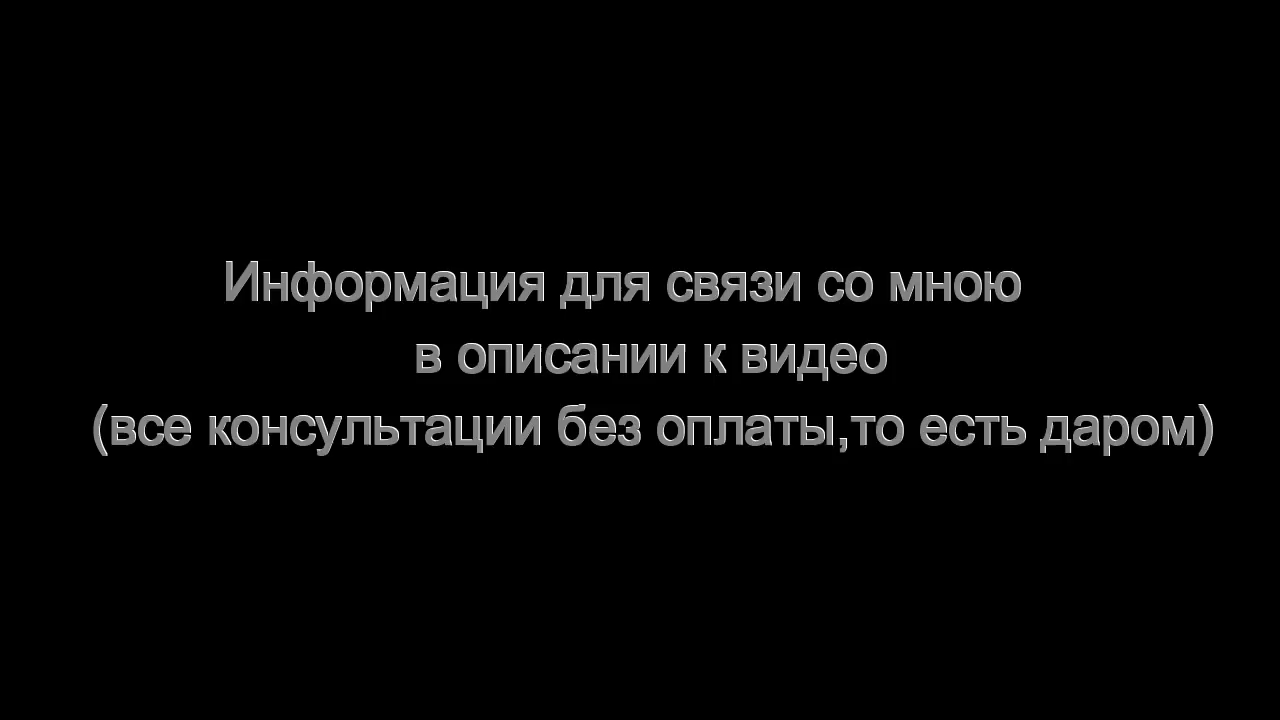 Информация для связи со мною
в описании к видео
(все консультации без оплаты,то есть даром)